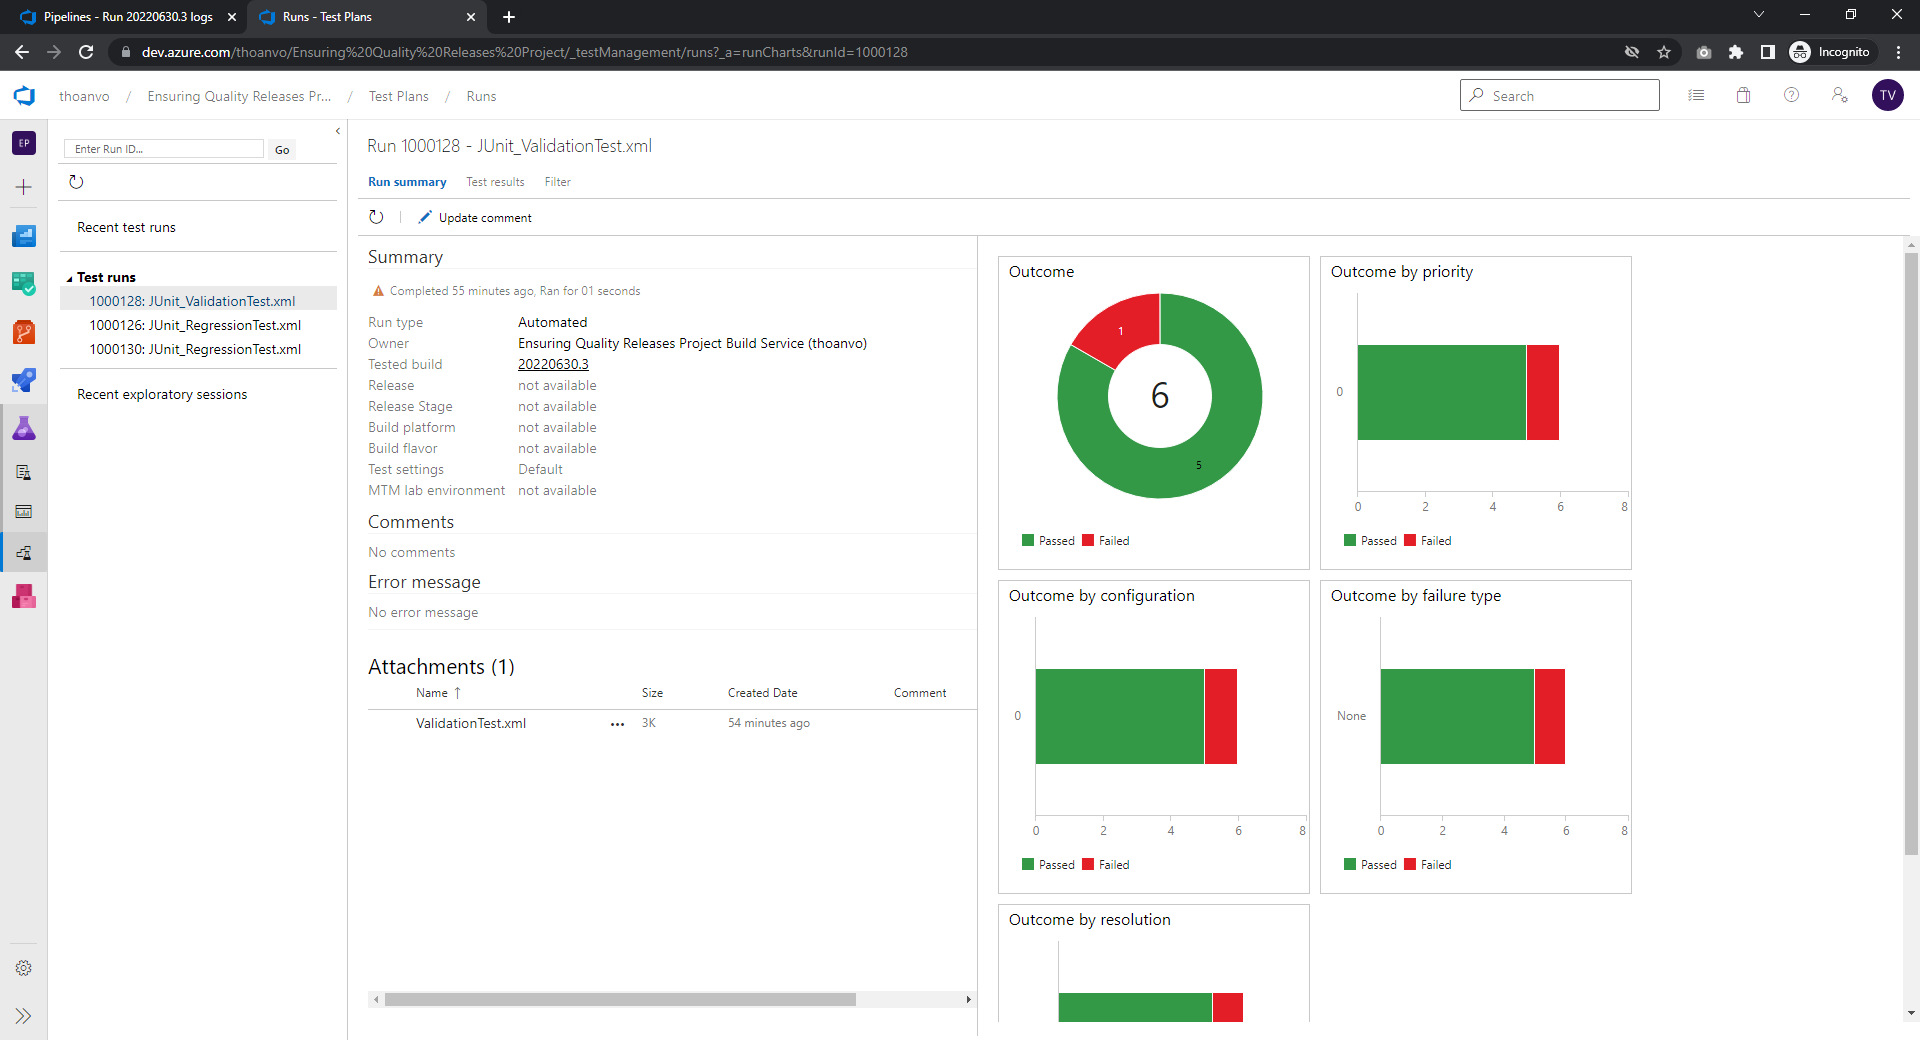 Pipelines - Run 20220630.3 logs
Runs - Test Plans
dev.azure.com/thoanvo/Ensuring%20Quality%20Releases%20Project/_testManagement/runs?_a=runCharts&runId=1000128
Incognito
thoanvo / Ensuring Quality Releases Pr... / Test Plans / Runs
Search
TV
EP
Enter Run ID...
Go
Recent test runs
Test runs
1000128: JUnit_ValidationTest.xml
1000126: JUnit_RegressionTest.xml
1000130: JUnit_RegressionTest.xml
Recent exploratory sessions
Run 1000128 - JUnit_ValidationTest.xml
Run summary Test results Filter
Update comment
Summary
Completed 55 minutes ago, Ran for 01 seconds
Run type Automated
Owner Ensuring Quality Releases Project Build Service (thoanvo)
Tested build 20220630.3
Release not available
Release Stage not available
Build platform not available
Build flavor not available
Test settings Default
MTM lab environment not available
Comments
No comments
Error message
No error message
Attachments (1)
Name ↑ Size Created Date Comment
ValidationTest.xml ... 3K 54 minutes ago
Outcome
1
6
5
Passed Failed
Outcome by priority
0
0 2 4 6 8
Passed Failed
Outcome by configuration
0
0 2 4 6 8
Passed Failed
Outcome by failure type
None
0 2 4 6 8
Passed Failed
Outcome by resolution